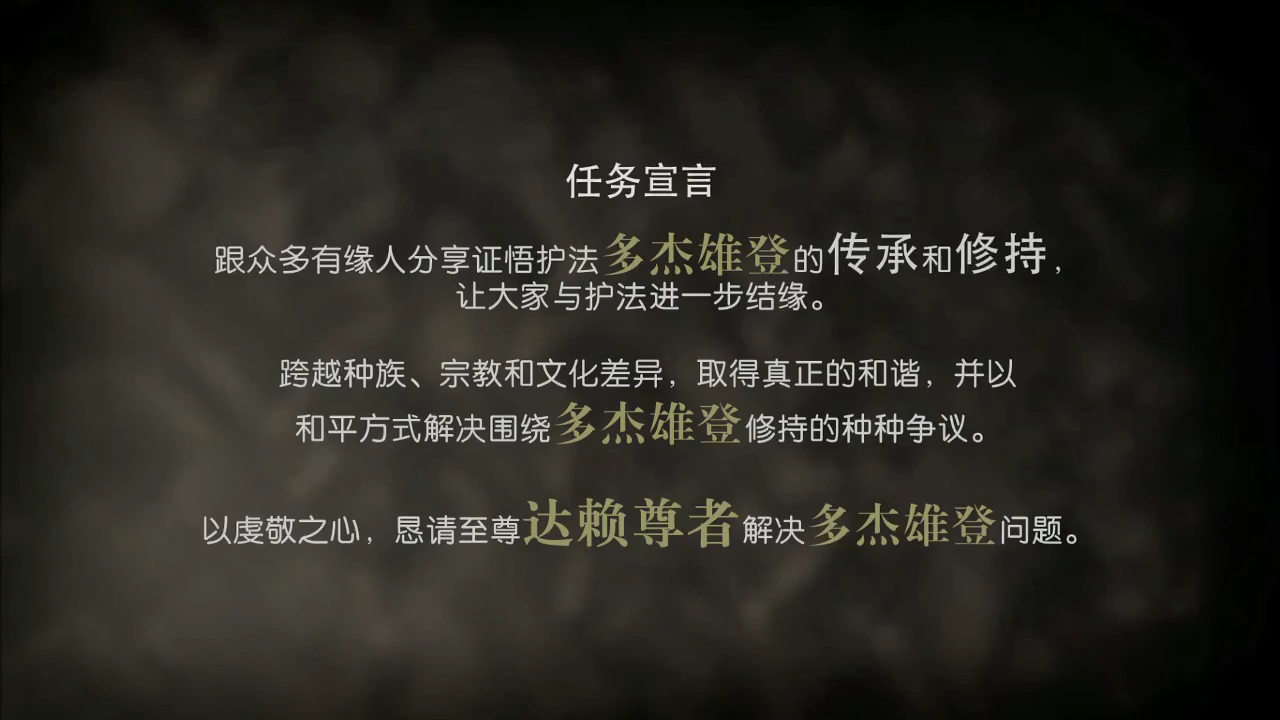 任务宣言
跟众多有缘人分享证悟护法多杰雄登的传承和修持，
让大家与护法进一步结缘。
跨越种族、宗教和文化差异，取得真正的和谐，并以
和平方式解决围绕多杰雄登修持的种种争议。
以虔敬之心，恳请至尊达赖尊者解决多杰雄登问题。